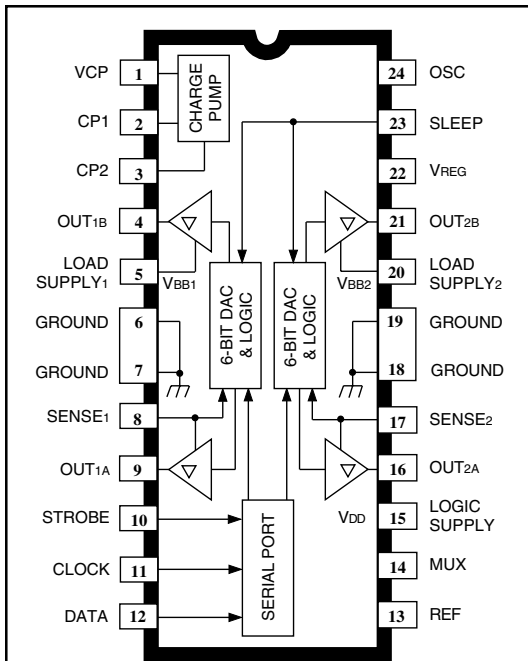 VCP 1
CP1 2
CP2 3
CHARGE
PUMP
OUT1B 4
LOAD
SUPPLY1
5
VBB1
GROUND 6
GROUND 7
SENSE1 8
OUT1A 9
STROBE 10
CLOCK 11
DATA 12
6-BIT DAC
& LOGIC
6-BIT DAC
& LOGIC
SERIAL PORT
24 OSC
23 SLEEP
22 VREG
21 OUT2B
VBB2
20 LOAD
SUPPLY2
19 GROUND
18 GROUND
17 SENSE2
16 OUT2A
VDD
15 LOGIC
SUPPLY
14 MUX
13 REF